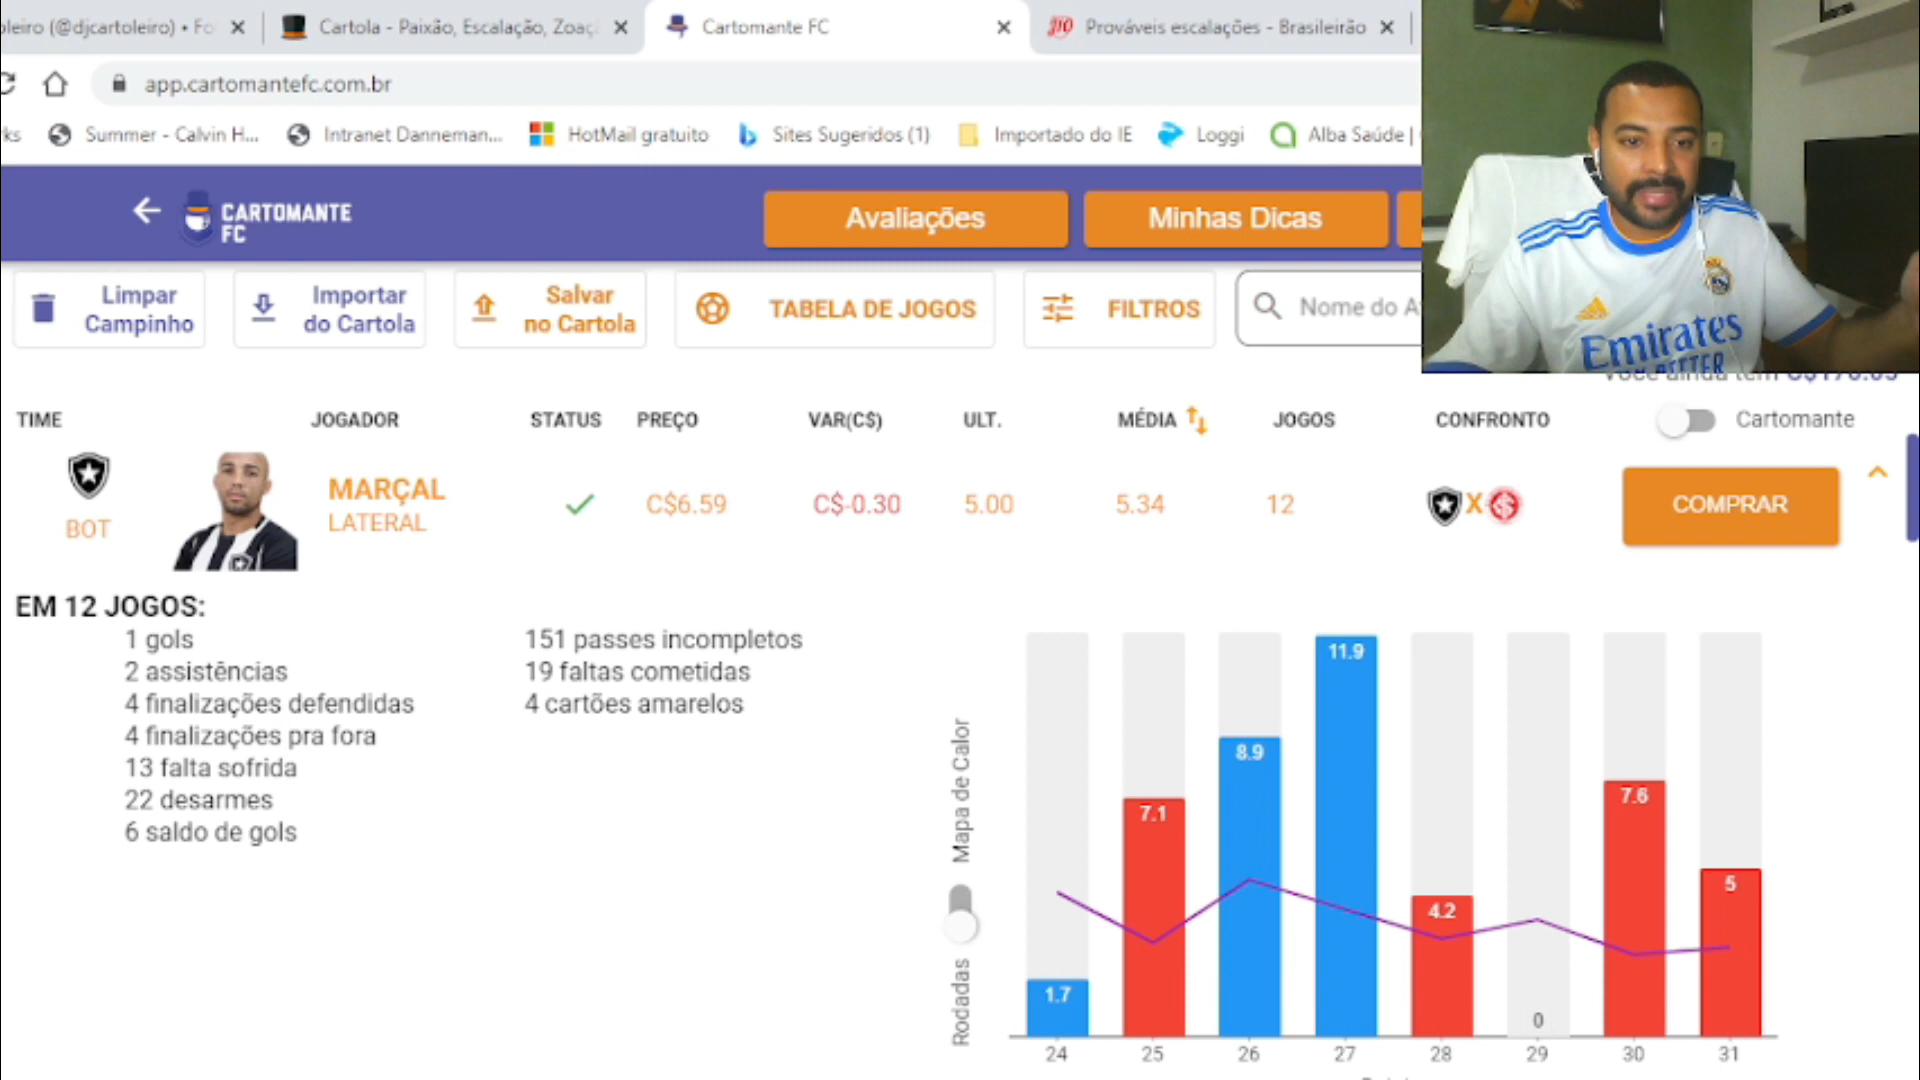 oleiro (@djcartoleiro) • Fo
Cartola - Paixão, Escalação, Zoaç
Cartomante FC
Prováveis escalações - Brasileirão
app.cartomantefc.com.br
ks
Summer - Calvin H...
Intranet Danneman...
HotMail gratuito
Sites Sugeridos (1)
Importado do IE
Loggi
Alba Saúde |
CARTOMANTE
FC
Avaliações
Minhas Dicas
Limpar
Campinho
Importar
do Cartola
Salvar
no Cartola
TABELA DE JOGOS
FILTROS
Nome do A
Emirates
TIME
JOGADOR
STATUS
PREÇO
VAR(C$)
ULT.
MÉDIA
JOGOS
CONFRONTO
Cartomante
BOT
MARÇAL
LATERAL
C$6.59
C$-0.30
5.00
5.34
12
X
COMPRAR
EM 12 JOGOS:
1 gols
2 assistências
4 finalizações defendidas
4 finalizações pra fora
13 falta sofrida
22 desarmes
6 saldo de gols
151 passes incompletos
19 faltas cometidas
4 cartões amarelos
Mapa de Calor
Rodadas
1.7
7.1
8.9
11.9
4.2
0
7.6
5
24
25
26
27
28
29
30
31